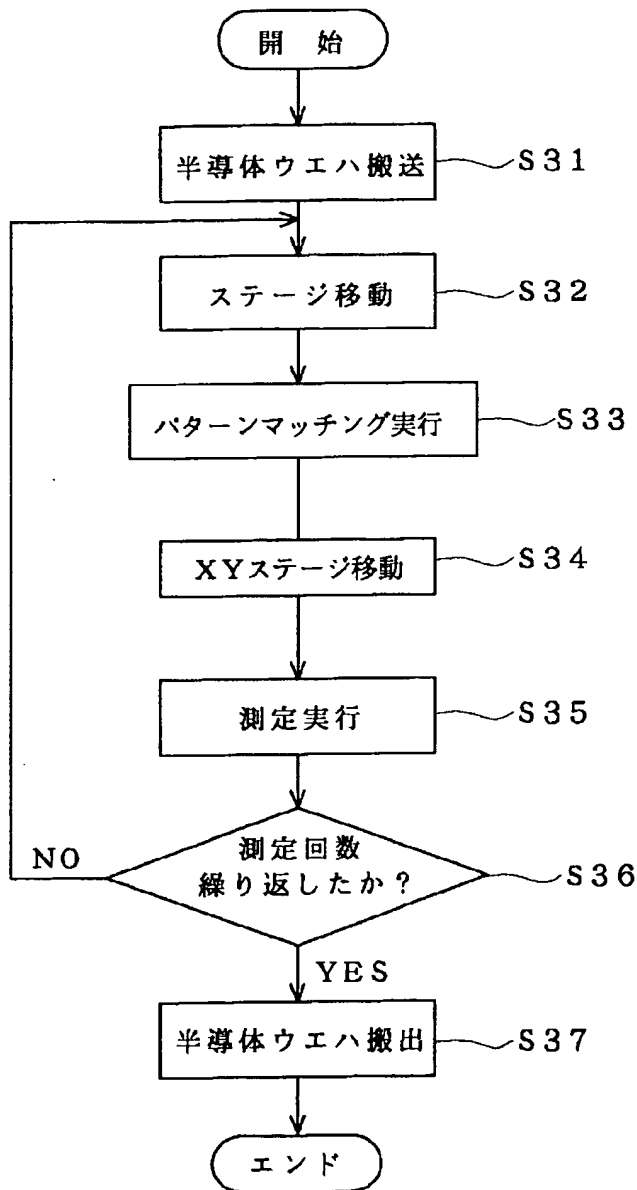 開 始
半導体ウエハ搬送 S31
ステージ移動 S32
パターンマッチング実行 S33
XYステージ移動 S34
測定実行 S35
測定回数
繰り返したか? S36
NO
YES
半導体ウエハ搬出 S37
エンド